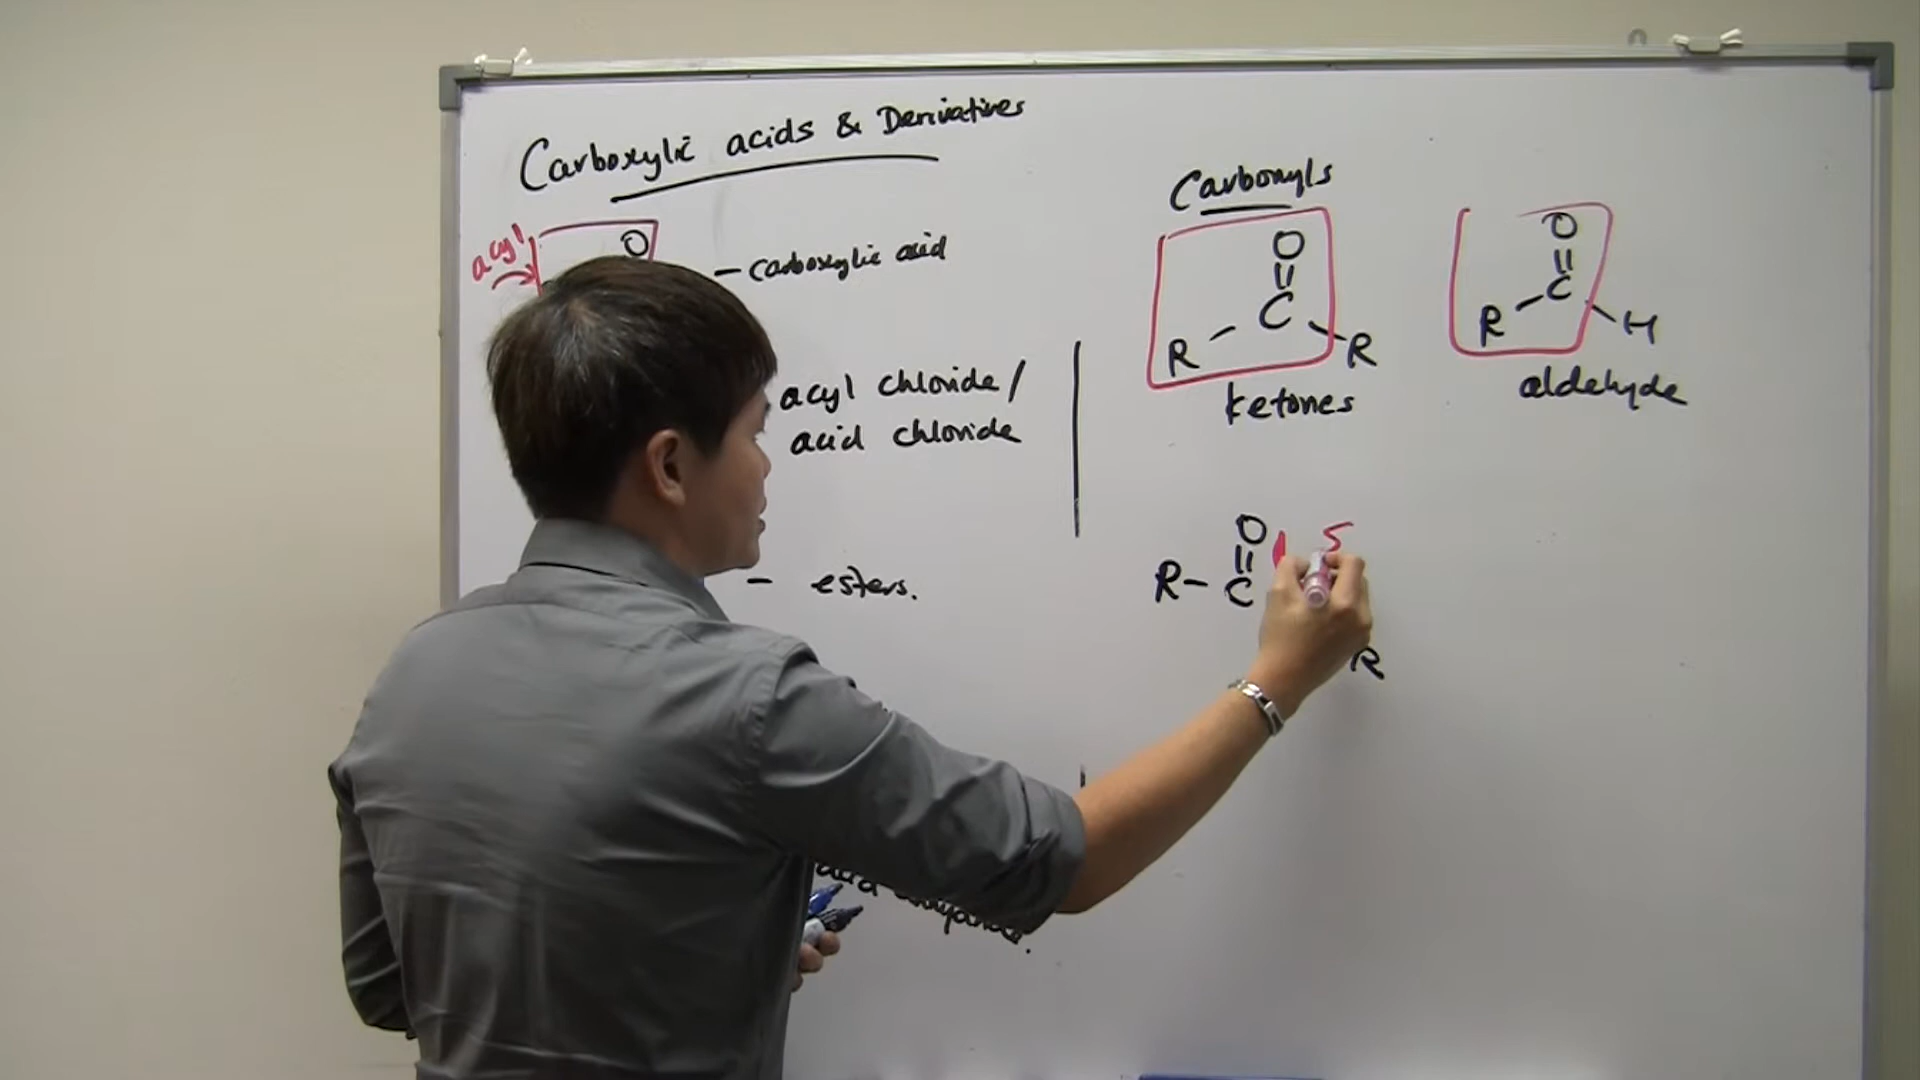 Carboxylic acids & Derivatives
acyl
O
– carboxylic acid
acyl chloride /
acid chloride
– esters.
Carbonyls
O
C
R
R
ketones
O
C
R
H
aldehyde
O
R – C
R